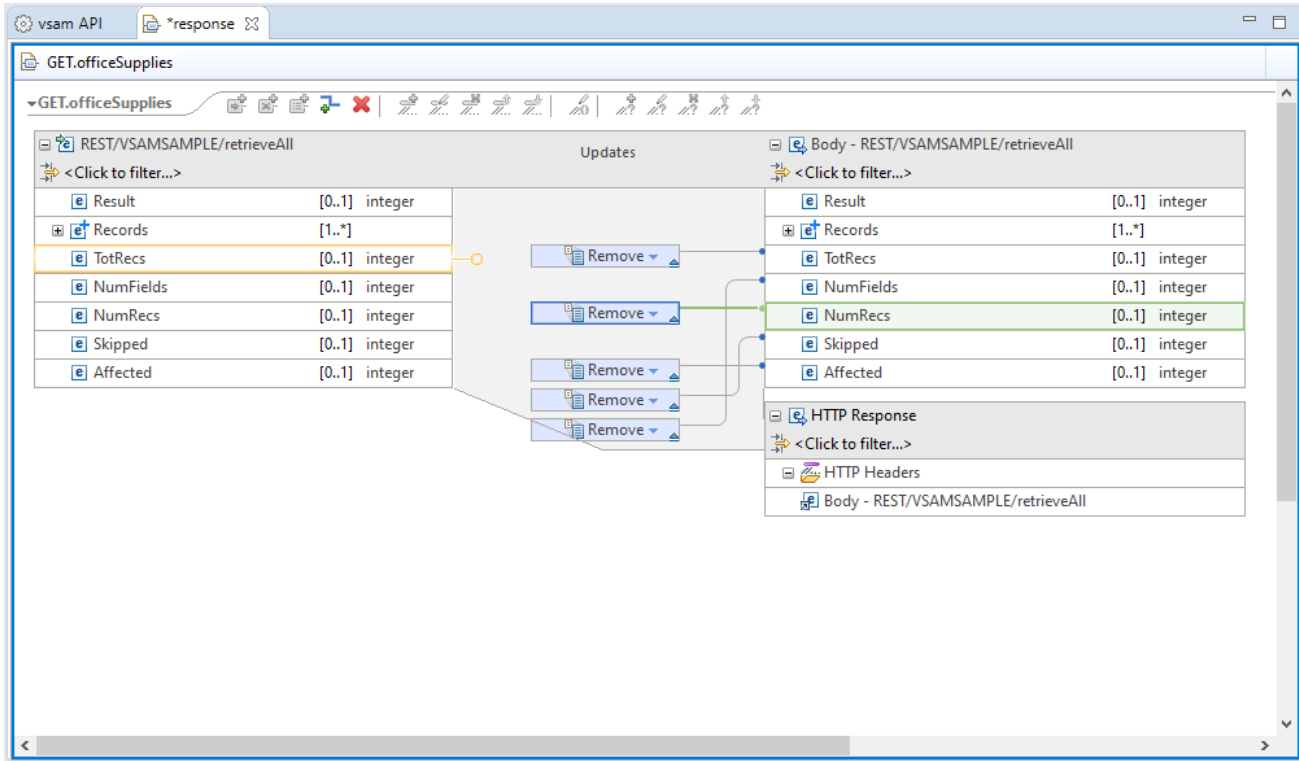 vsam API
*response
GET.officeSupplies
GET.officeSupplies
REST/VSAMSAMPLE/retrieveAll
<Click to filter...>
Result [0..1] integer
Records [1..*]
TotRecs [0..1] integer
NumFields [0..1] integer
NumRecs [0..1] integer
Skipped [0..1] integer
Affected [0..1] integer
Updates
Remove
Remove
Remove
Remove
Remove
Body - REST/VSAMSAMPLE/retrieveAll
<Click to filter...>
Result [0..1] integer
Records [1..*]
TotRecs [0..1] integer
NumFields [0..1] integer
NumRecs [0..1] integer
Skipped [0..1] integer
Affected [0..1] integer
HTTP Response
<Click to filter...>
HTTP Headers
Body - REST/VSAMSAMPLE/retrieveAll